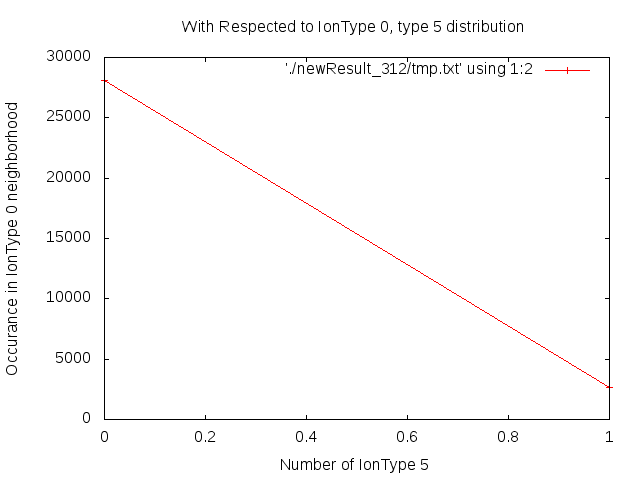 With Respected to IonType 0, type 5 distribution
'./newResult_312/tmp.txt' using 1:2
30000
25000
20000
15000
10000
5000
0
Occurance in IonType 0 neighborhood
0 0.2 0.4 0.6 0.8 1
Number of IonType 5